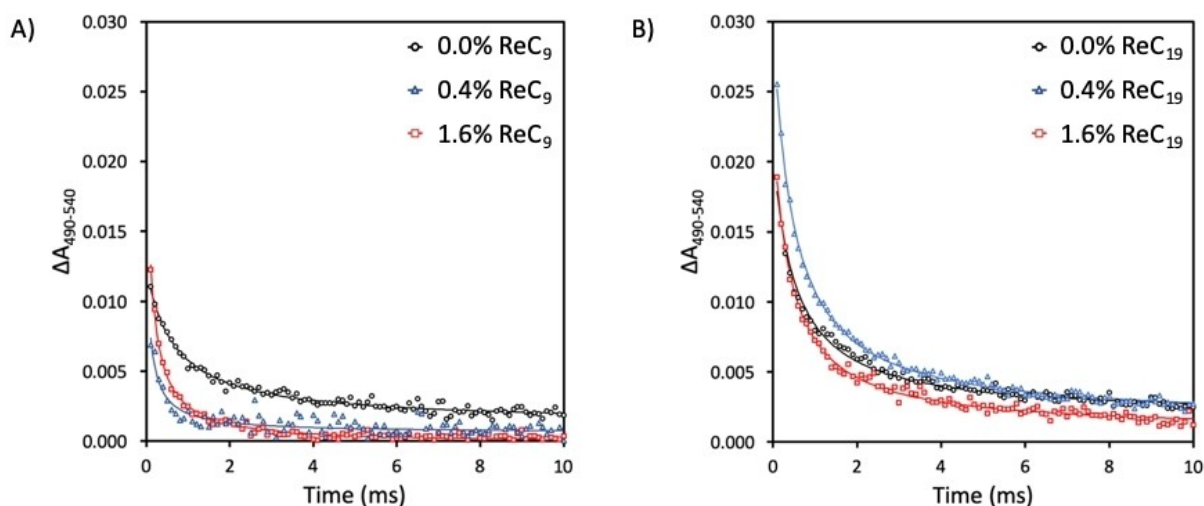 A)
0.030
0.025
0.020
0.015
0.010
0.005
0.000
ΔA490-540
0 2 4 6 8 10
Time (ms)
0.0% ReC9
0.4% ReC9
1.6% ReC9
B)
0.030
0.025
0.020
0.015
0.010
0.005
0.000
ΔA490-540
0 2 4 6 8 10
Time (ms)
0.0% ReC19
0.4% ReC19
1.6% ReC19